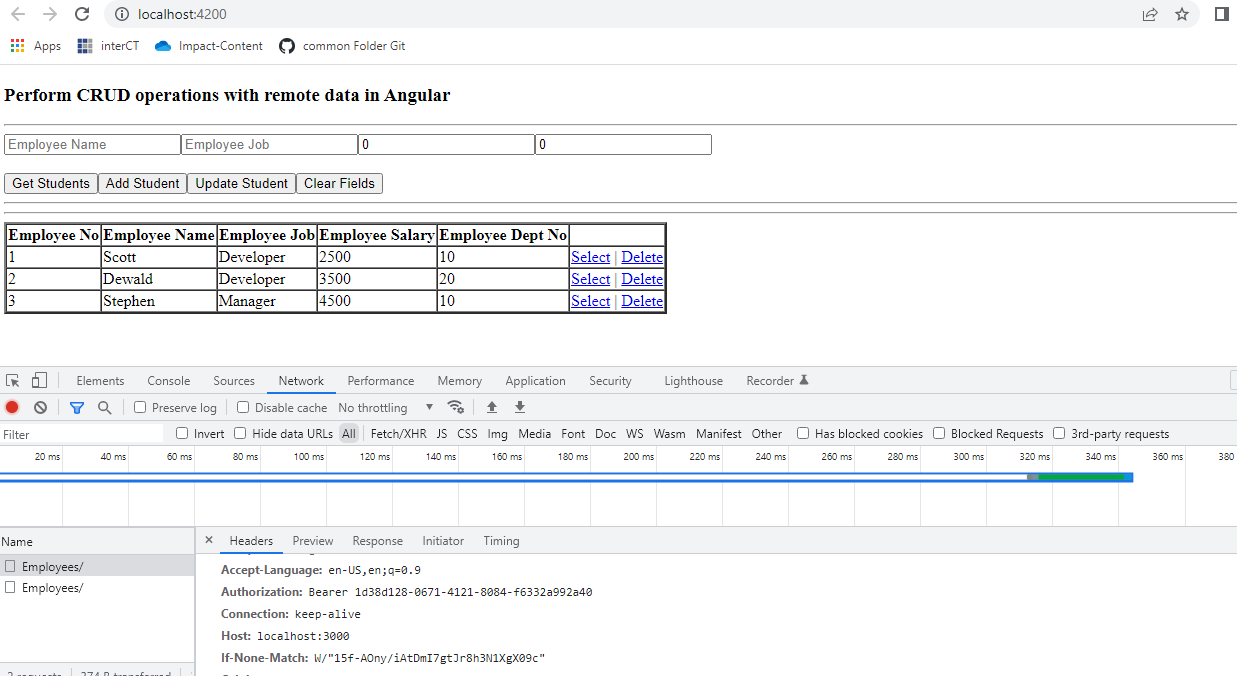 localhost:4200
Apps interCT Impact-Content common Folder Git
Perform CRUD operations with remote data in Angular
Employee Name Employee Job 0 0
Get Students Add Student Update Student Clear Fields
Employee No Employee Name Employee Job Employee Salary Employee Dept No
1 Scott Developer 2500 10 Select | Delete
2 Dewald Developer 3500 20 Select | Delete
3 Stephen Manager 4500 10 Select | Delete
Elements Console Sources Network Performance Memory Application Security Lighthouse Recorder
Preserve log Disable cache No throttling
Filter Invert Hide data URLs All Fetch/XHR JS CSS Img Media Font Doc WS Wasm Manifest Other Has blocked cookies Blocked Requests 3rd-party requests
20 ms 40 ms 60 ms 80 ms 100 ms 120 ms 140 ms 160 ms 180 ms 200 ms 220 ms 240 ms 260 ms 280 ms 300 ms 320 ms 340 ms 360 ms 380
Name Headers Preview Response Initiator Timing
Employees/
Employees/
Accept-Language: en-US,en;q=0.9
Authorization: Bearer 1d38d128-0671-4121-8084-f6332a992a40
Connection: keep-alive
Host: localhost:3000
If-None-Match: W/"15f-AOny/iAtDmI7gtJr8h3N1XgX09c"